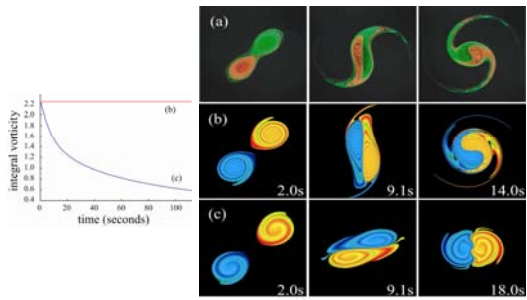 integral vorticity
2.2
2.0
1.8
1.6
1.4
1.2
1.0
0.8
0.6
0.4
(b)
(c)
0 20 40 60 80 100
time (seconds)
(a)
(b)
2.0s 9.1s 14.0s
(c)
2.0s 9.1s 18.0s